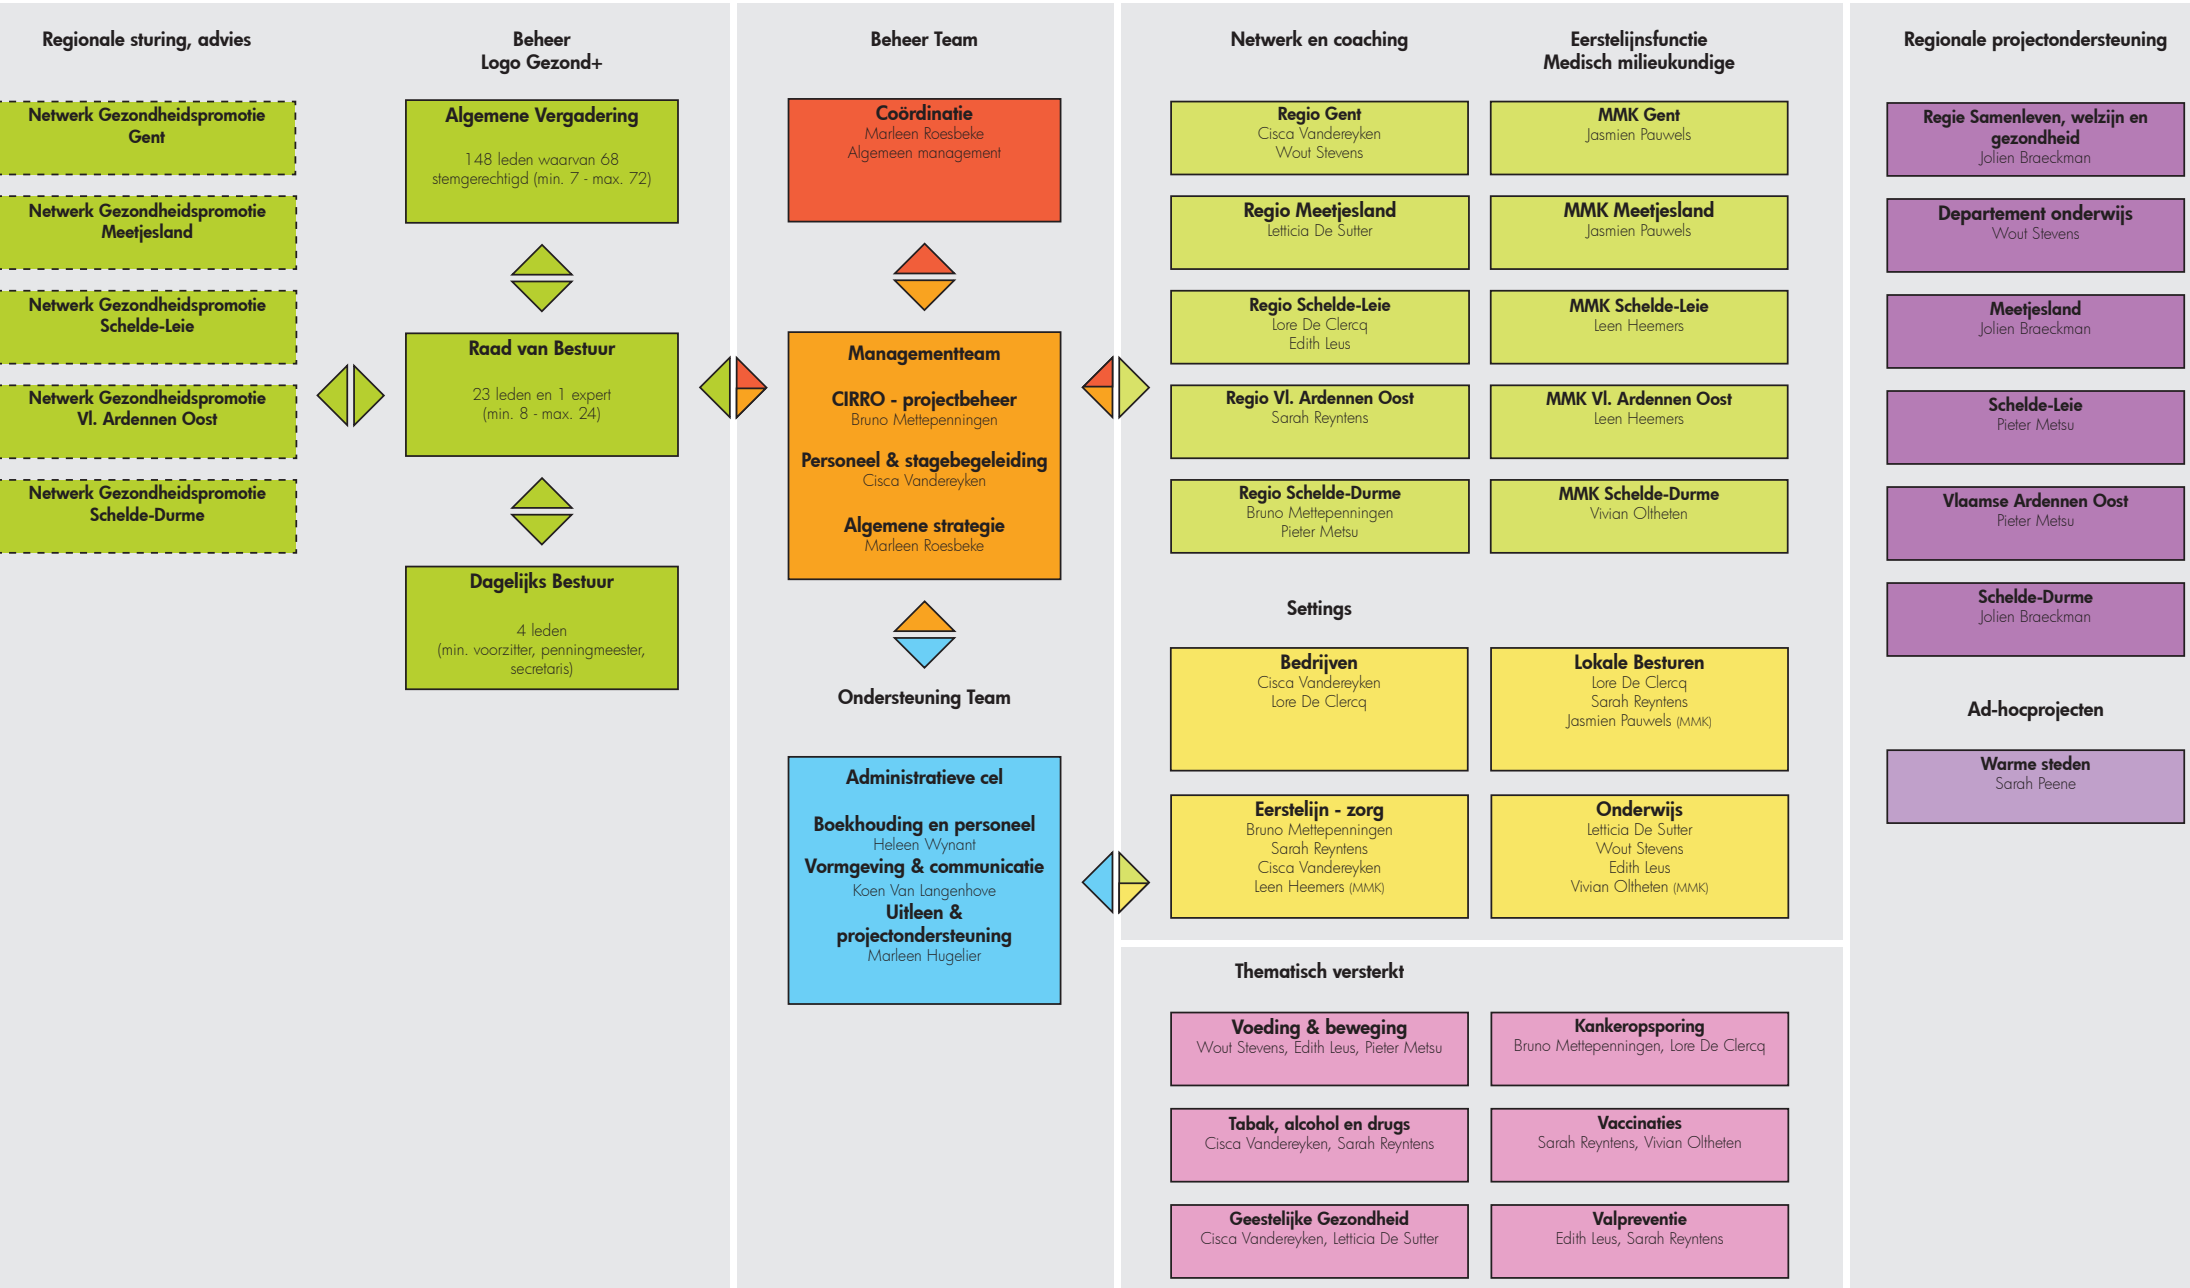 Regionale sturing, advies
Netwerk Gezondheidspromotie
Gent
Netwerk Gezondheidspromotie
Meetjesland
Netwerk Gezondheidspromotie
Schelde-Leie
Netwerk Gezondheidspromotie
Vl. Ardennen Oost
Netwerk Gezondheidspromotie
Schelde-Durme
Beheer
Logo Gezond+
Algemene Vergadering
148 leden waarvan 68
stemgerechtigd (min. 7 - max. 72)
Raad van Bestuur
23 leden en 1 expert
(min. 8 - max. 24)
Dagelijks Bestuur
4 leden
(min. voorzitter, penningmeester,
secretaris)
Beheer Team
Coördinatie
Marleen Roesbeke
Algemeen management
Managementteam
CIRRO - projectbeheer
Bruno Mettepenningen
Personeel & stagebegeleiding
Cisca Vandereyken
Algemene strategie
Marleen Roesbeke
Ondersteuning Team
Administratieve cel
Boekhouding en personeel
Heleen Wynant
Vormgeving & communicatie
Koen Van Langenhove
Uitleen &
projectondersteuning
Marleen Hugelier
Netwerk en coaching
Regio Gent
Cisca Vandereyken
Wout Stevens
Regio Meetjesland
Letticia De Sutter
Regio Schelde-Leie
Lore De Clercq
Edith Leus
Regio Vl. Ardennen Oost
Sarah Reyntens
Regio Schelde-Durme
Bruno Mettepenningen
Pieter Metsu
Eerstelijnsfunctie
Medisch milieukundige
MMK Gent
Jasmien Pauwels
MMK Meetjesland
Jasmien Pauwels
MMK Schelde-Leie
Leen Heemers
MMK Vl. Ardennen Oost
Leen Heemers
MMK Schelde-Durme
Vivian Oltheten
Settings
Bedrijven
Cisca Vandereyken
Lore De Clercq
Lokale Besturen
Lore De Clercq
Sarah Reyntens
Jasmien Pauwels (MMK)
Eerstelijn - zorg
Bruno Mettepenningen
Sarah Reyntens
Cisca Vandereyken
Leen Heemers (MMK)
Onderwijs
Letticia De Sutter
Wout Stevens
Edith Leus
Vivian Oltheten (MMK)
Thematisch versterkt
Voeding & beweging
Wout Stevens, Edith Leus, Pieter Metsu
Kankeropsporing
Bruno Mettepenningen, Lore De Clercq
Tabak, alcohol en drugs
Cisca Vandereyken, Sarah Reyntens
Vaccinaties
Sarah Reyntens, Vivian Oltheten
Geestelijke Gezondheid
Cisca Vandereyken, Letticia De Sutter
Valpreventie
Edith Leus, Sarah Reyntens
Regionale projectondersteuning
Regie Samenleven, welzijn en
gezondheid
Jolien Braeckman
Departement onderwijs
Wout Stevens
Meetjesland
Jolien Braeckman
Schelde-Leie
Pieter Metsu
Vlaamse Ardennen Oost
Pieter Metsu
Schelde-Durme
Jolien Braeckman
Ad-hocprojecten
Warme steden
Sarah Peene